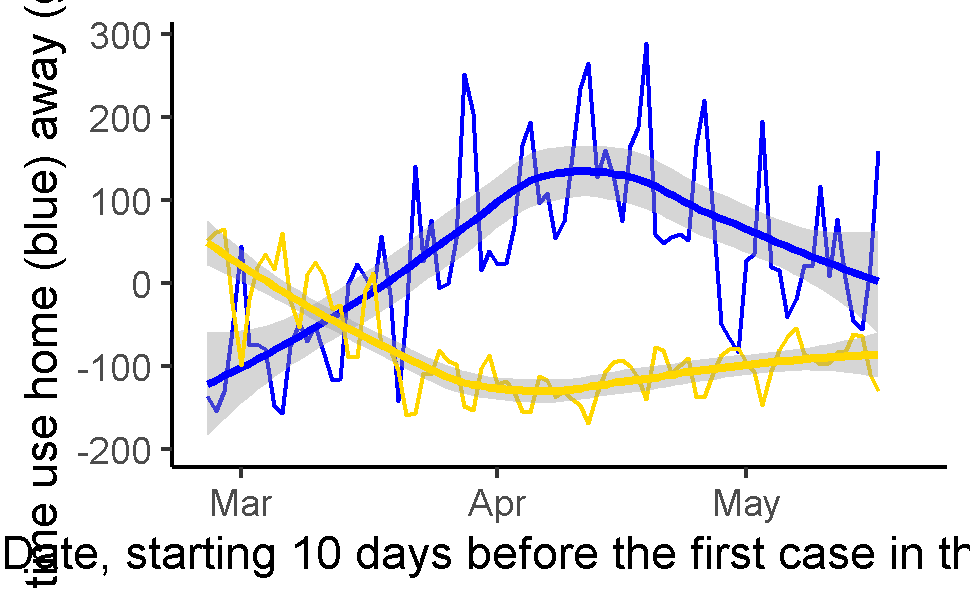 time use home (blue) away (
300
200
100
0
-100
-200
Mar Apr May
Date, starting 10 days before the first case in th